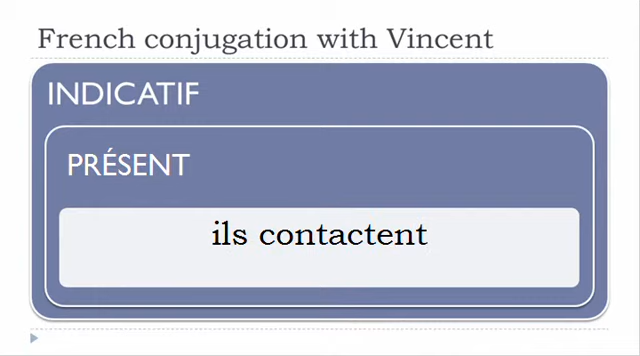 French conjugation with Vincent
INDICATIF
PRÉSENT
ils contactent